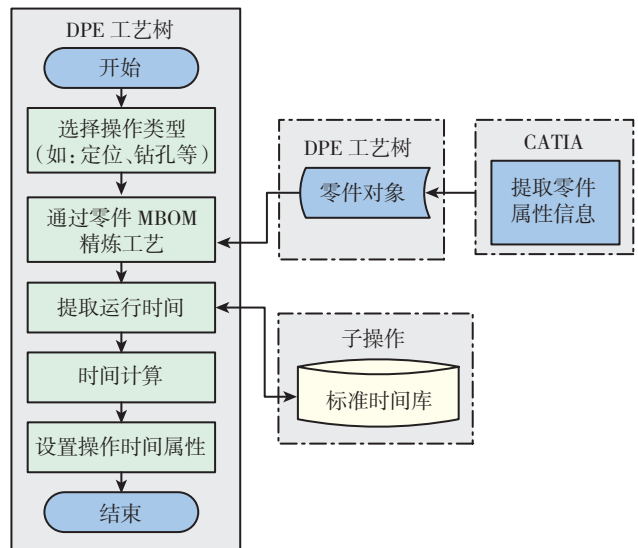 DPE 工艺树
开始
选择操作类型
(如:定位、钻孔等)
通过零件 MBOM
精炼工艺
提取运行时间
时间计算
设置操作时间属性
结束
DPE 工艺树
零件对象
CATIA
提取零件
属性信息
子操作
标准时间库